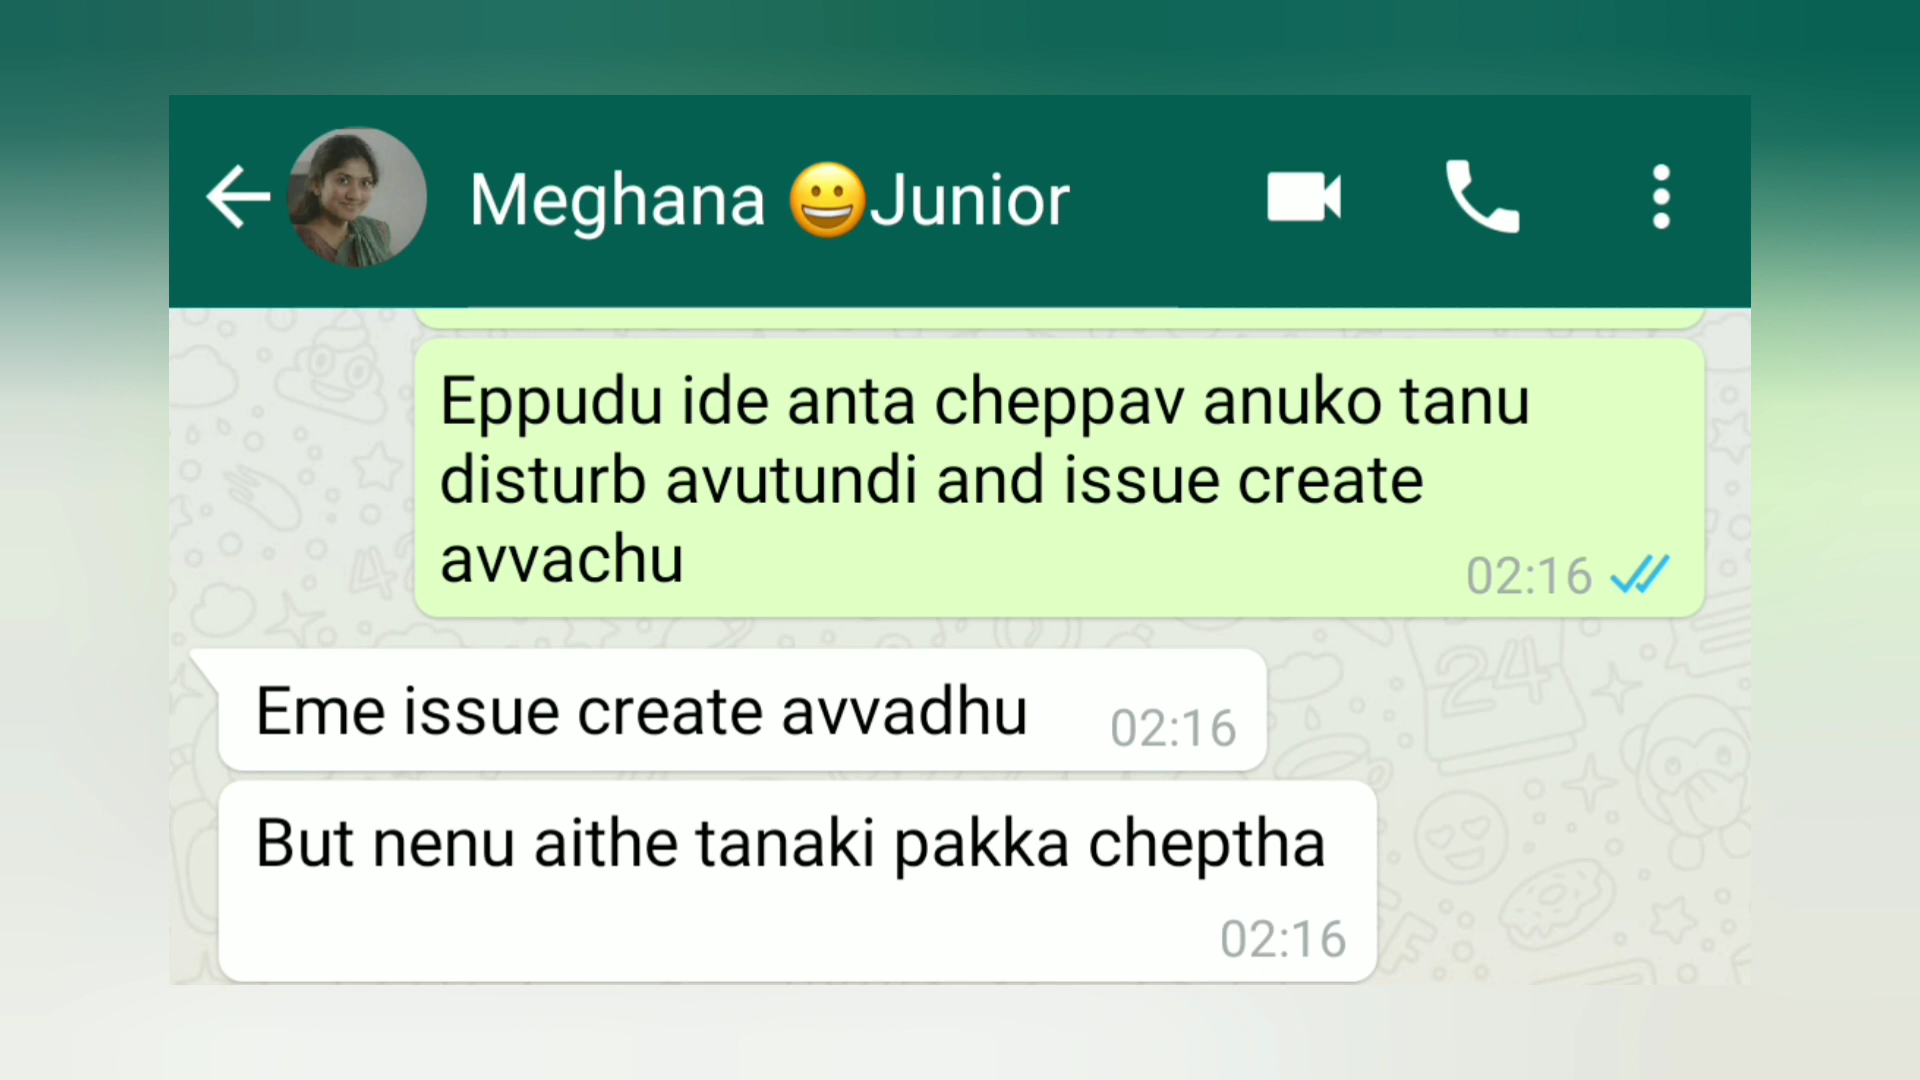 Meghana 😀Junior
Eppudu ide anta cheppav anuko tanu
disturb avutundi and issue create
avvachu
02:16
Eme issue create avvadhu
02:16
But nenu aithe tanaki pakka cheptha
02:16